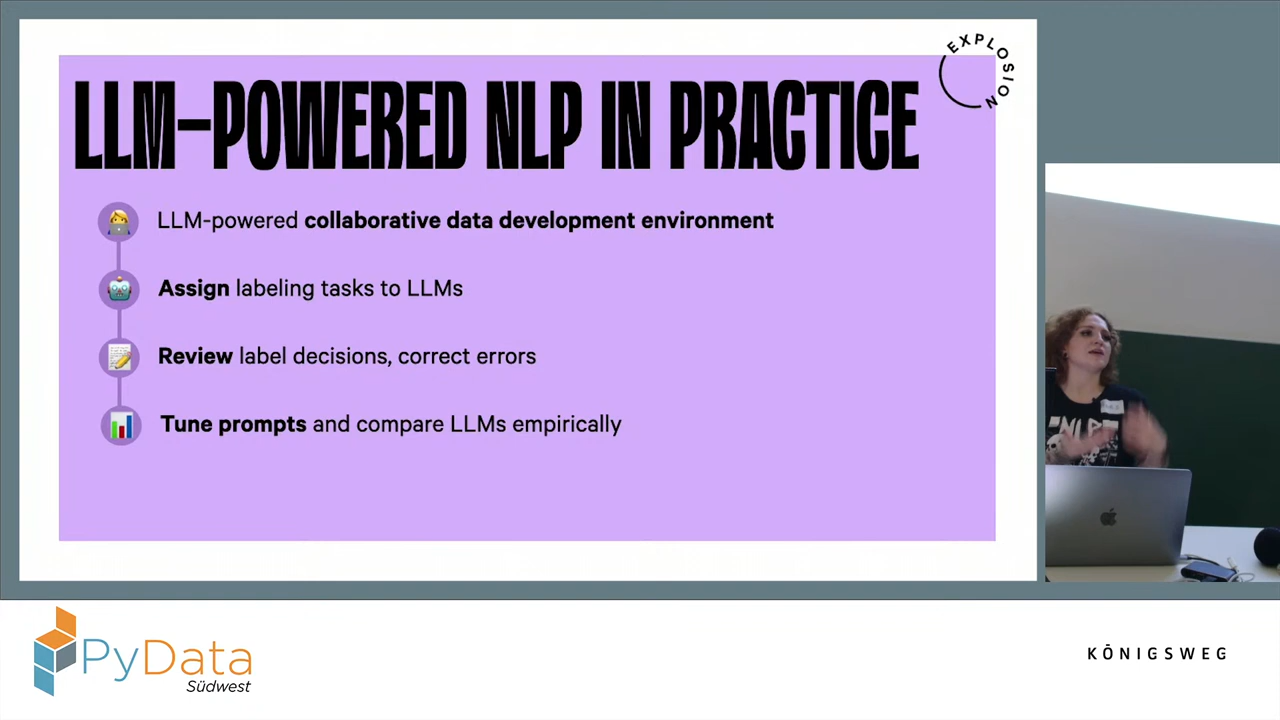 EXPLOSION
LLM–POWERED NLP IN PRACTICE
LLM-powered collaborative data development environment
Assign labeling tasks to LLMs
Review label decisions, correct errors
Tune prompts and compare LLMs empirically
NLP
PyData
Südwest
KÖNIGSWEG